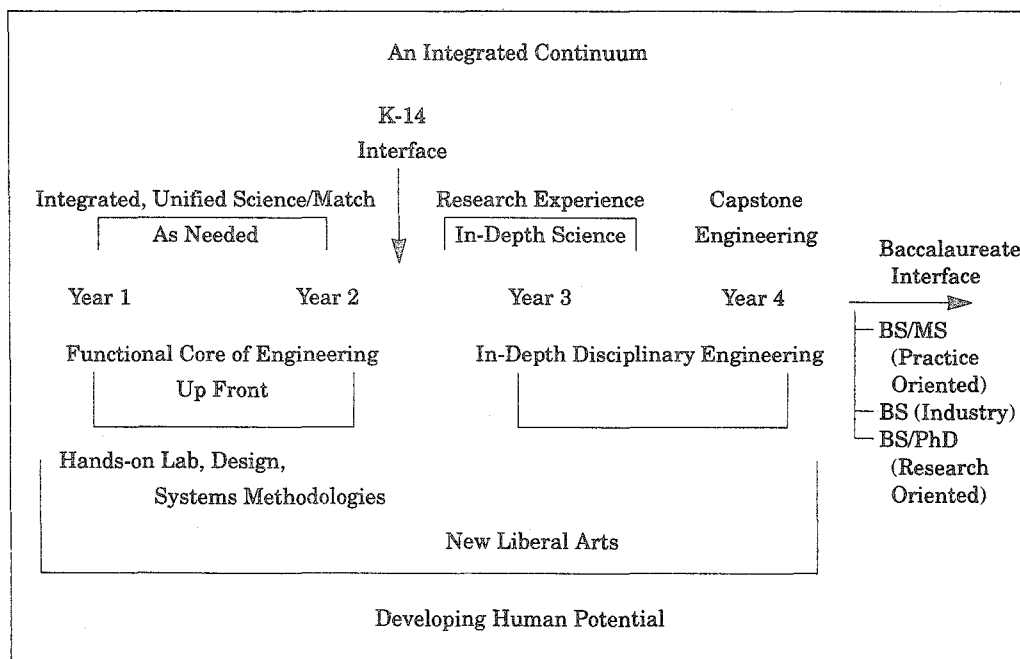 An Integrated Continuum
K-14
Interface
Integrated, Unified Science/Match
As Needed
Research Experience
In-Depth Science
Capstone
Engineering
Baccalaureate
Interface
Year 1
Year 2
Year 3
Year 4
BS/MS
(Practice
Oriented)
BS (Industry)
BS/PhD
(Research
Oriented)
Functional Core of Engineering
Up Front
In-Depth Disciplinary Engineering
Hands-on Lab, Design,
Systems Methodologies
New Liberal Arts
Developing Human Potential